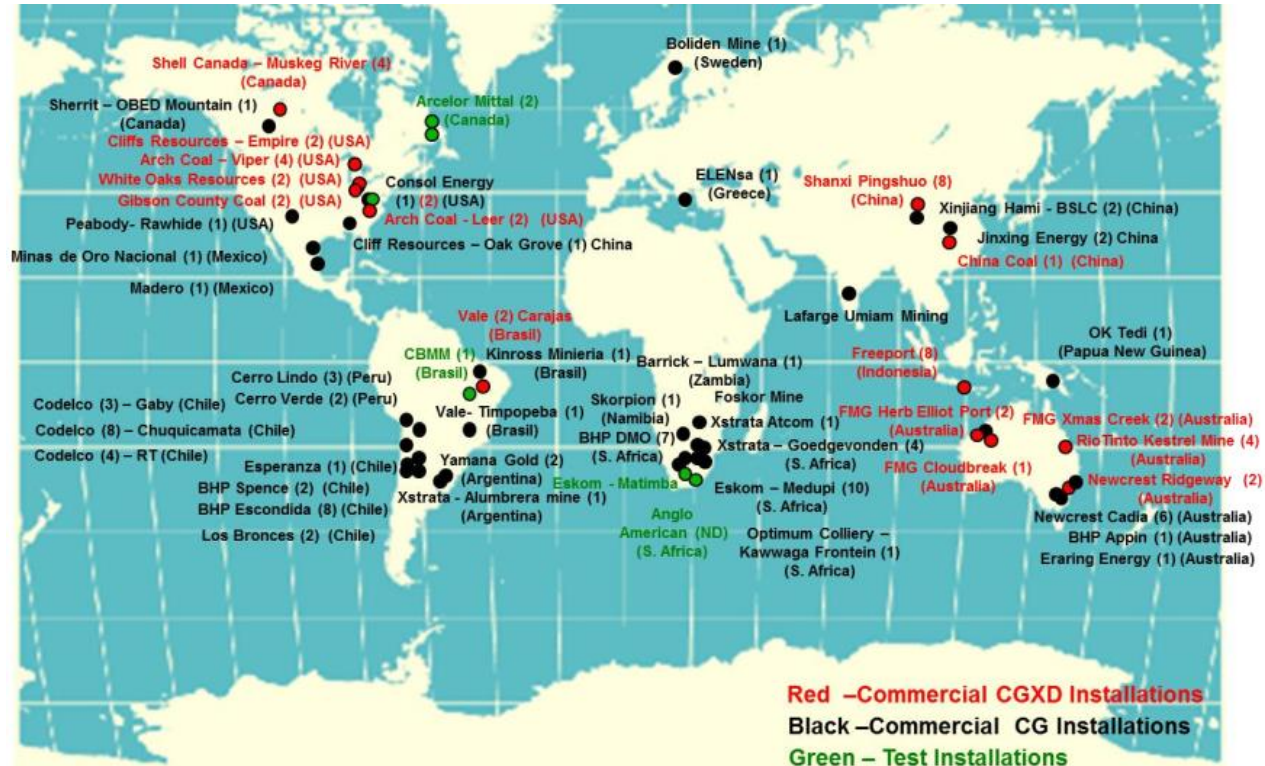 Boliden Mine (1)
(Sweden)
Shell Canada – Muskeg River (4)
(Canada)
Sherrit – OBED Mountain (1)
(Canada)
Arcelor Mittal (2)
(Canada)
Cliffs Resources – Empire (2) (USA)
Arch Coal – Viper (4) (USA)
White Oaks Resources (2) (USA)
Gibson County Coal (2) (USA)
Consol Energy
(1) (2) (USA)
Arch Coal - Leer (2) (USA)
Peabody- Rawhide (1) (USA)
Cliff Resources – Oak Grove (1) China
Minas de Oro Nacional (1) (Mexico)
Madero (1) (Mexico)
ELENsa (1)
(Greece)
Shanxi Pingshuo (8)
(China)
Xinjiang Hami - BSLC (2) (China)
Jinxing Energy (2) China
China Coal (1) (China)
Lafarge Umiam Mining
Vale (2) Carajas
(Brasil)
CBMM (1)
(Brasil)
Kinross Minieria (1)
(Brasil)
Cerro Lindo (3) (Peru)
Cerro Verde (2) (Peru)
Codelco (3) – Gaby (Chile)
Codelco (8) – Chuquicamata (Chile)
Codelco (4) – RT (Chile)
Vale- Timpopeba (1)
(Brasil)
Esperanza (1) (Chile)
BHP Spence (2) (Chile)
BHP Escondida (8) (Chile)
Los Bronces (2) (Chile)
Yamana Gold (2)
(Argentina)
Xstrata - Alumbrera mine (1)
(Argentina)
Barrick – Lumwana (1)
(Zambia)
Skorpion (1)
(Namibia)
Foskor Mine
Xstrata Atcom (1)
BHP DMO (7)
(S. Africa)
Xstrata – Goedgevonden (4)
(S. Africa)
Eskom - Matimba
Eskom – Medupi (10)
(S. Africa)
Anglo
American (ND)
(S. Africa)
Optimum Colliery –
Kawwaga Frontein (1)
(S. Africa)
OK Tedi (1)
(Papua New Guinea)
Freeport (8)
(Indonesia)
FMG Herb Elliot Port (2)
(Australia)
FMG Xmas Creek (2) (Australia)
RioTinto Kestrel Mine (4)
(Australia)
FMG Cloudbreak (1)
(Australia)
Newcrest Ridgeway (2)
(Australia)
Newcrest Cadia (6) (Australia)
BHP Appin (1) (Australia)
Eraring Energy (1) (Australia)
Red –Commercial CGXD Installations
Black –Commercial CG Installations
Green – Test Installations